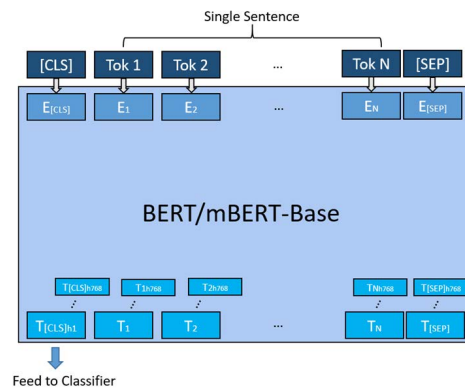 Single Sentence
[CLS] Tok 1 Tok 2 ... Tok N [SEP]
E[CLS] E1 E2 ... EN E[SEP]
BERT/mBERT-Base
T[CLS]h768 T1h768 T2h768 TNh768 T[SEP]h768
T[CLS]h1 T1 T2 ... TN T[SEP]
Feed to Classifier